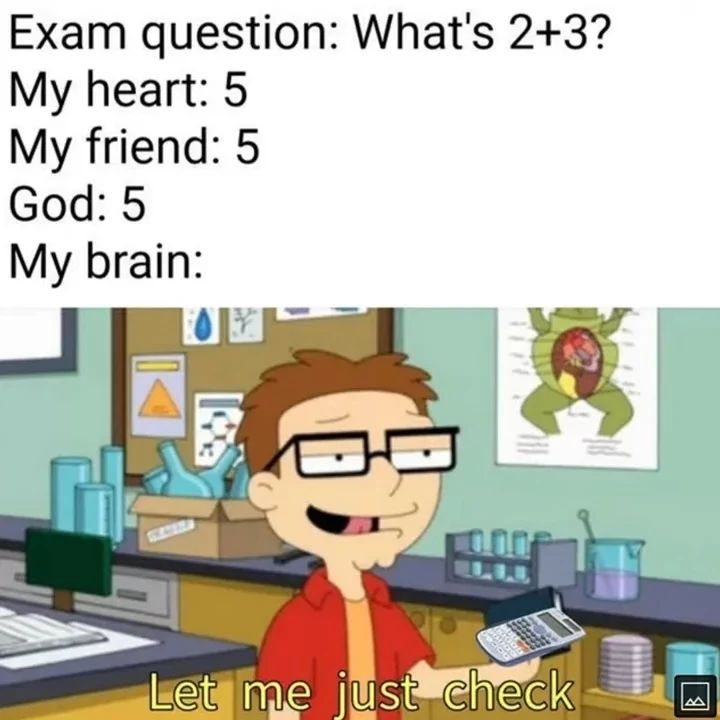 Exam question: What's 2+3?
My heart: 5
My friend: 5
God: 5
My brain:
Let me just check